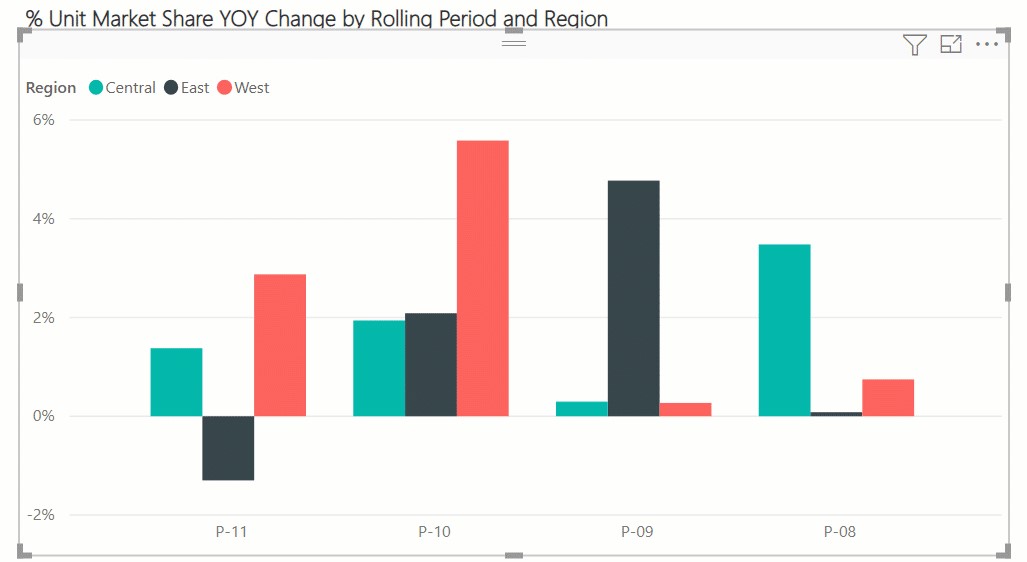 % Unit Market Share YOY Change by Rolling Period and Region
Region Central East West
6%
4%
2%
0%
-2%
P-11 P-10 P-09 P-08